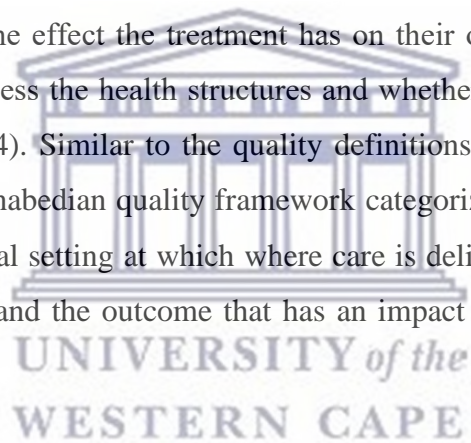 ne effect the treatment has on their o
ess the health structures and whethe
4). Similar to the quality definitions
nabedian quality framework categoriz
al setting at which where care is deli
and the outcome that has an impact
UNIVERSITY of the
WESTERN CAPE